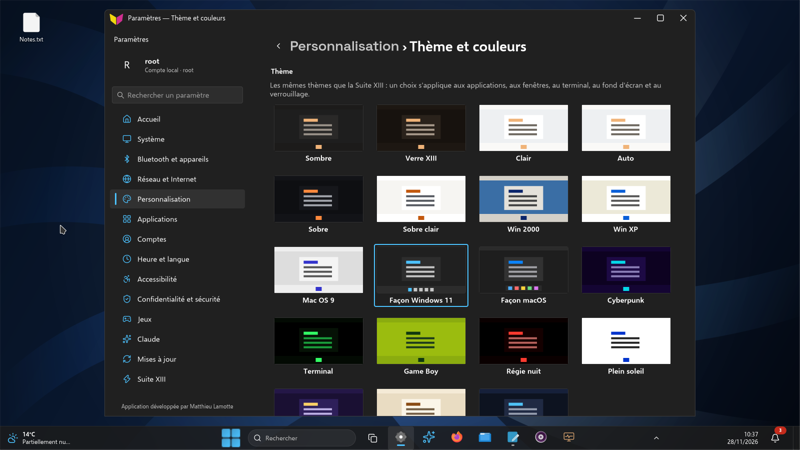 Notes.txt
Paramètres — Thème et couleurs
Paramètres
R
root
Compte local · root
Rechercher un paramètre
Accueil
Système
Bluetooth et appareils
Réseau et Internet
Personnalisation
Applications
Comptes
Heure et langue
Accessibilité
Confidentialité et sécurité
Jeux
Claude
Mises à jour
Suite XIII
Application développée par Matthieu Lamotte
Personnalisation › Thème et couleurs
Thème
Les mêmes thèmes que la Suite XIII : un choix s'applique aux applications, aux fenêtres, au terminal, au fond d'écran et au
verrouillage.
Sombre
Verre XIII
Clair
Auto
Sobre
Sobre clair
Win 2000
Win XP
Mac OS 9
Façon Windows 11
Façon macOS
Cyberpunk
Terminal
Game Boy
Régie nuit
Plein soleil
14°C
Partiellement nu...
Rechercher
10:37
28/11/2026
3